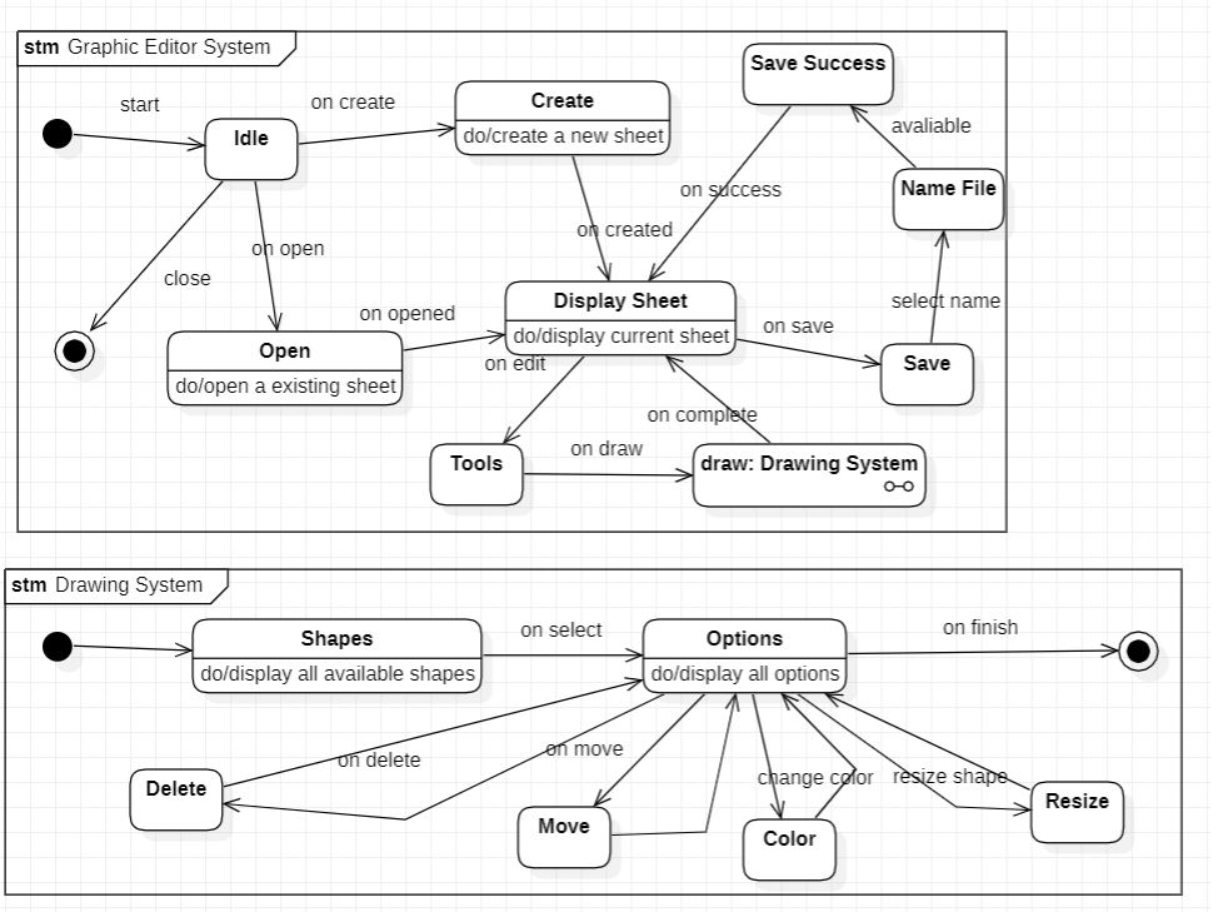 stm Graphic Editor System
Save Success
start
on create
Create
do/create a new sheet
Idle
avaliable
Name File
on success
on created
on open
close
Display Sheet
do/display current sheet
select name
on opened
on save
Open
do/open a existing sheet
on edit
Save
on complete
on draw
Tools
draw: Drawing System
stm Drawing System
Shapes
do/display all available shapes
on select
Options
do/display all options
on finish
on delete
on move
change color
resize shape
Delete
Move
Color
Resize